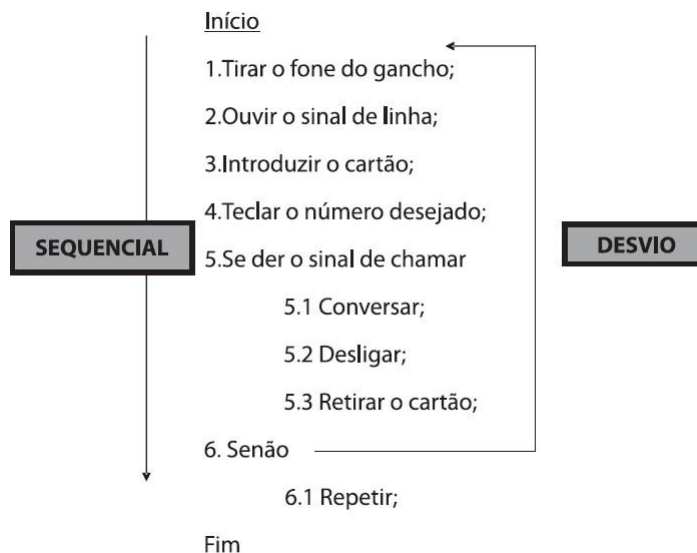 Início
1.Tirar o fone do gancho;
2.Ouvir o sinal de linha;
3.Introduzir o cartão;
4.Teclar o número desejado;
SEQUENCIAL
DESVIO
5.Se der o sinal de chamar
5.1 Conversar;
5.2 Desligar;
5.3 Retirar o cartão;
6. Senão
6.1 Repetir;
Fim